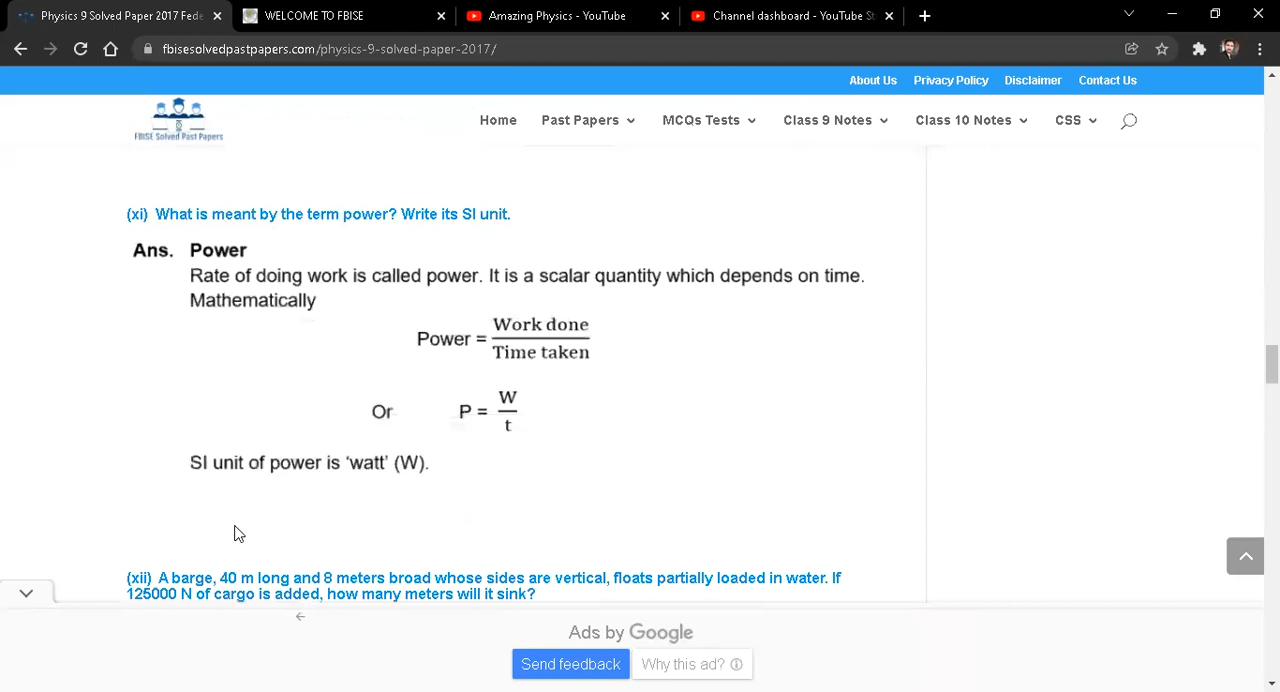 Physics 9 Solved Paper 2017 Fede
WELCOME TO FBISE
Amazing Physics - YouTube
Channel dashboard - YouTube St
fbisesolvedpastpapers.com/physics-9-solved-paper-2017/
About Us Privacy Policy Disclaimer Contact Us
FBISE Solved Past Papers
Home Past Papers MCQs Tests Class 9 Notes Class 10 Notes CSS
(xi) What is meant by the term power? Write its SI unit.
Ans. Power
Rate of doing work is called power. It is a scalar quantity which depends on time.
Mathematically
Power = Work done / Time taken
Or P = W / t
SI unit of power is ‘watt’ (W).
(xii) A barge, 40 m long and 8 meters broad whose sides are vertical, floats partially loaded in water. If
125000 N of cargo is added, how many meters will it sink?
Ads by Google
Send feedback Why this ad?